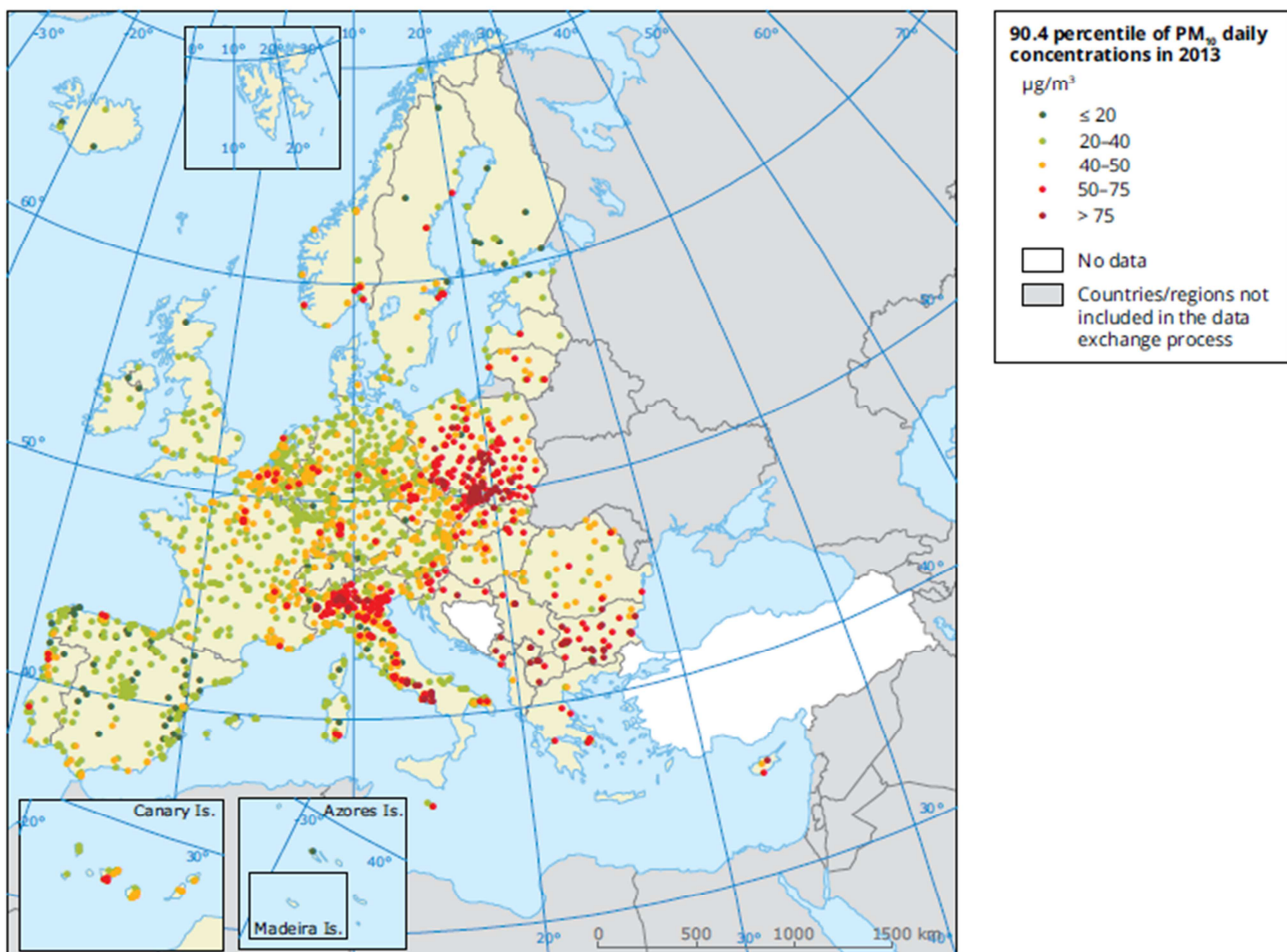 -30° -20° 10° 20° 30° 50° 60° 70°
0° 10° 20° 30°
10° 20°
60°
50°
50°
40°
40°
Canary Is.
20°
30°
Azores Is.
-30°
40°
Madeira Is.
30°
20° 30° 40°
0 500 1000 1500 km
90.4 percentile of PM₁₀ daily
concentrations in 2013
µg/m³
≤ 20
20–40
40–50
50–75
> 75
No data
Countries/regions not
included in the data
exchange process